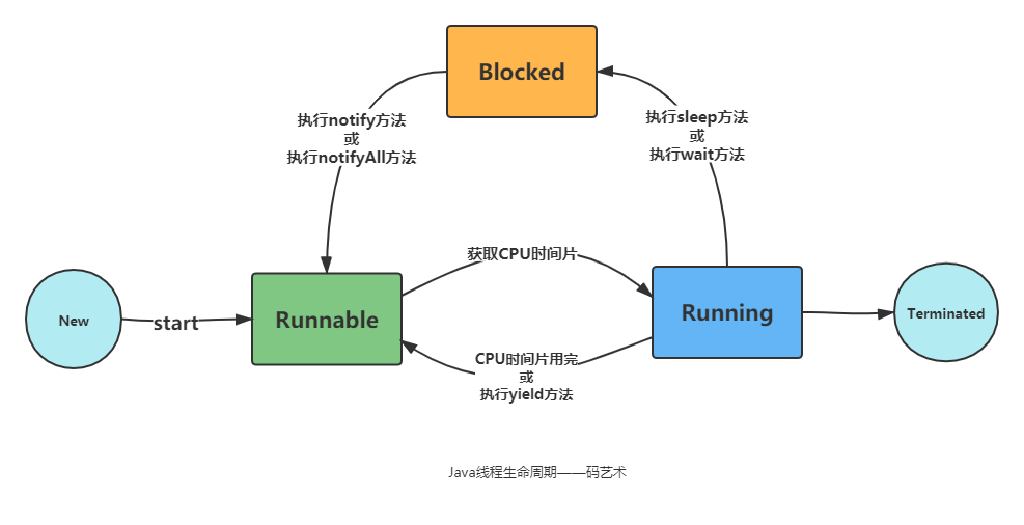 Blocked
执行notify方法
或
执行notifyAll方法
执行sleep方法
或
执行wait方法
获取CPU时间片
New
start
Runnable
Running
Terminated
CPU时间片用完
或
执行yield方法
Java线程生命周期——码艺术